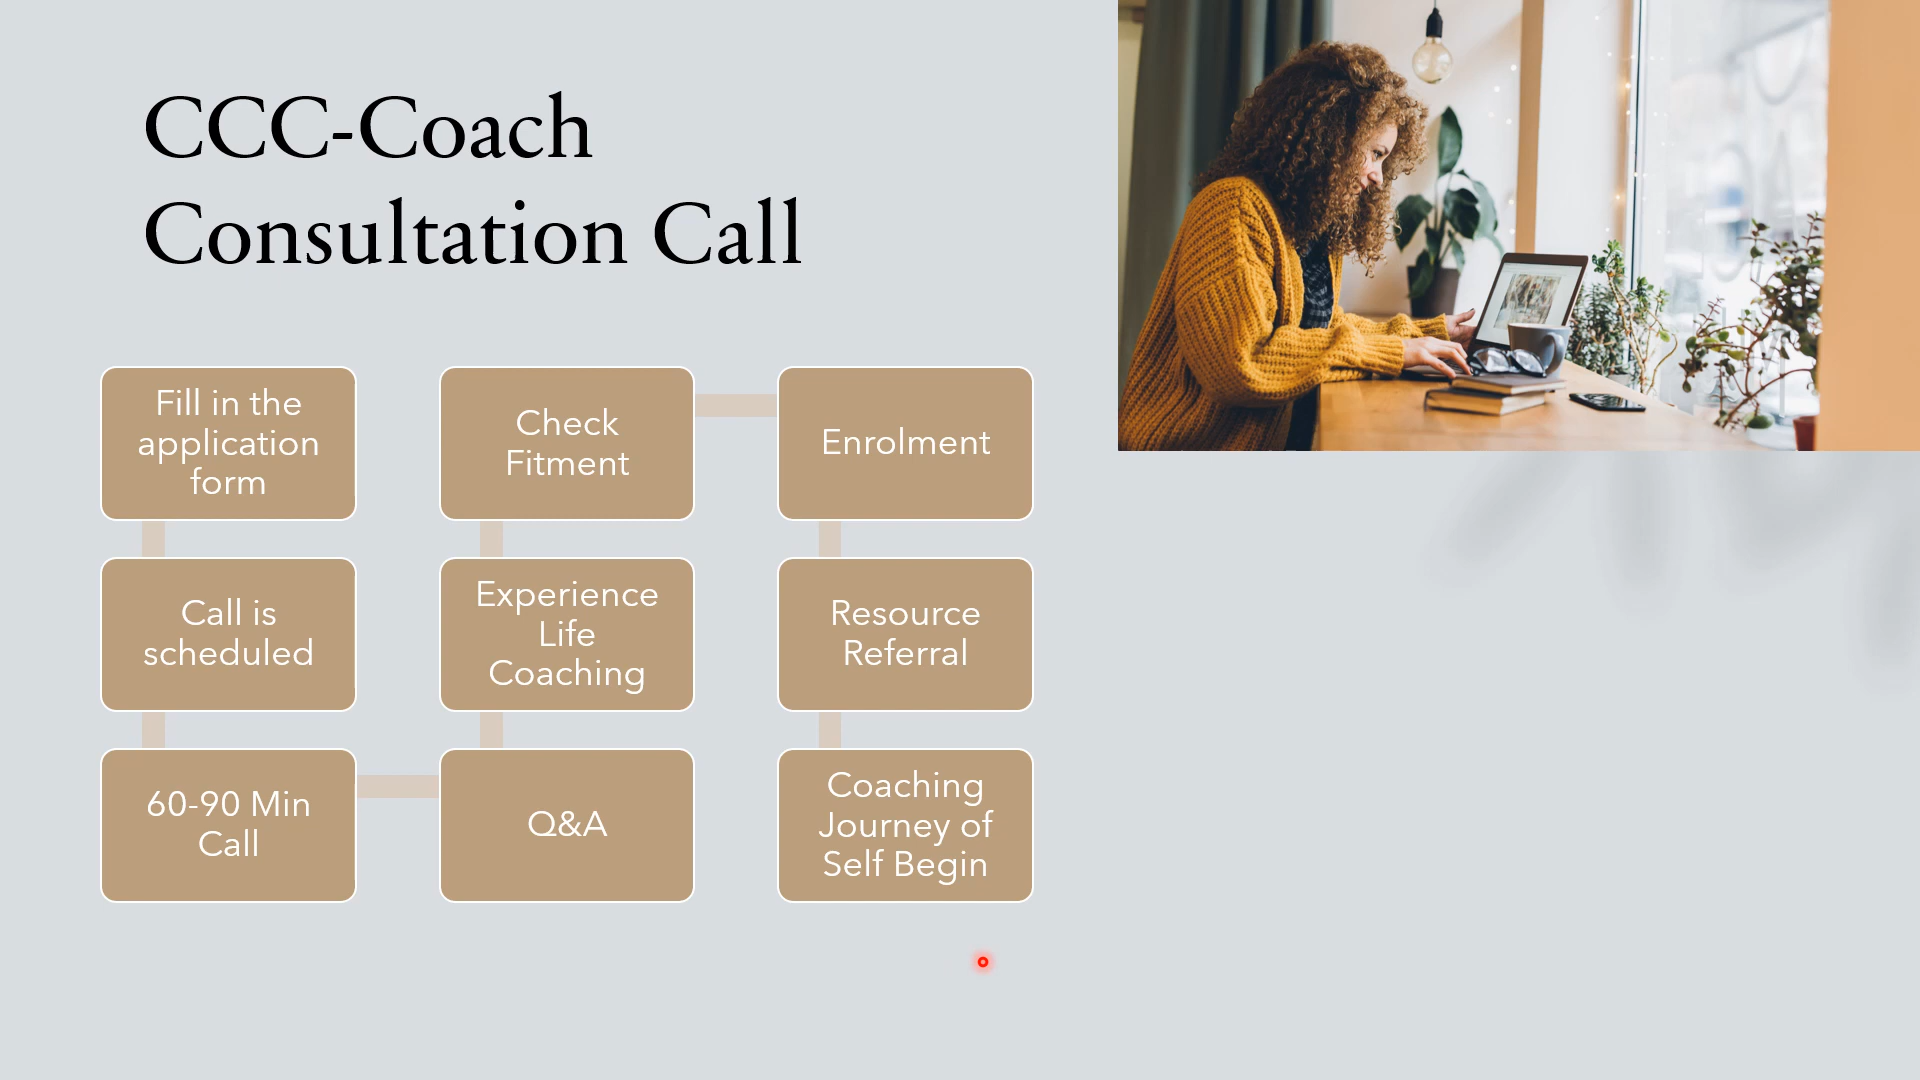 CCC-Coach
Consultation Call
Fill in the
application
form
Call is
scheduled
60-90 Min
Call
Q&A
Experience
Life
Coaching
Check
Fitment
Enrolment
Resource
Referral
Coaching
Journey of
Self Begin